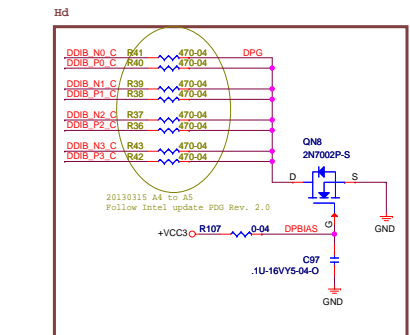 Hd
DDIB_N0_C R41 470-04 DPG
DDIB_P0_C R40 470-04
DDIB_N1_C R39 470-04
DDIB_P1_C R38 470-04
DDIB_N2_C R37 470-04
DDIB_P2_C R36 470-04
DDIB_N3_C R43 470-04
DDIB_P3_C R42 470-04
QN8
2N7002P-S
D S
G
20130315 A4 to A5
Follow Intel update PDG Rev. 2.0
+VCC3 R107 0-04 DPBIAS
GND
C97
.1U-16VY5-04-O
GND